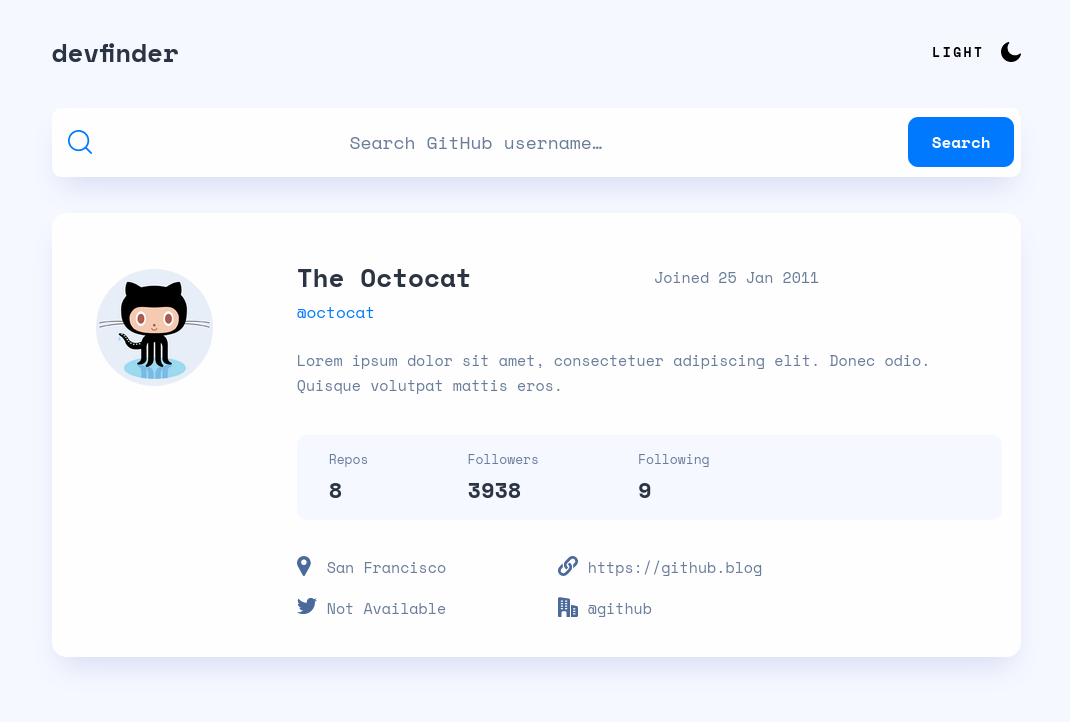 devfinder
LIGHT
Search GitHub username…
Search
The Octocat
Joined 25 Jan 2011
@octocat
Lorem ipsum dolor sit amet, consectetuer adipiscing elit. Donec odio.
Quisque volutpat mattis eros.
Repos
Followers
Following
8
3938
9
San Francisco
https://github.blog
Not Available
@github